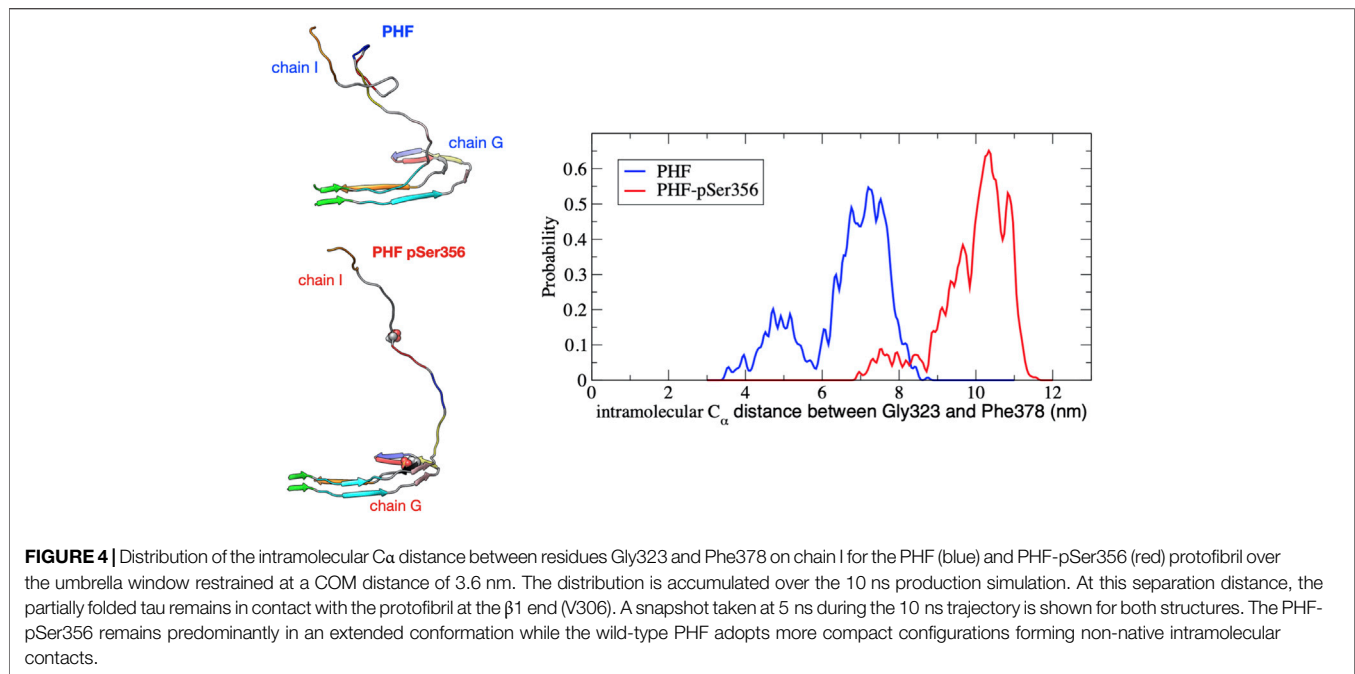 PHF
chain I
chain G
PHF pSer356
chain I
chain G
PHF
PHF-pSer356
Probability
0.6
0.5
0.4
0.3
0.2
0.1
0
0 2 4 6 8 10 12
intramolecular Cα distance between Gly323 and Phe378 (nm)
FIGURE 4 | Distribution of the intramolecular Cα distance between residues Gly323 and Phe378 on chain I for the PHF (blue) and PHF-pSer356 (red) protofibril over
the umbrella window restrained at a COM distance of 3.6 nm. The distribution is accumulated over the 10 ns production simulation. At this separation distance, the
partially folded tau remains in contact with the protofibril at the β1 end (V306). A snapshot taken at 5 ns during the 10 ns trajectory is shown for both structures. The PHF-
pSer356 remains predominantly in an extended conformation while the wild-type PHF adopts more compact configurations forming non-native intramolecular
contacts.